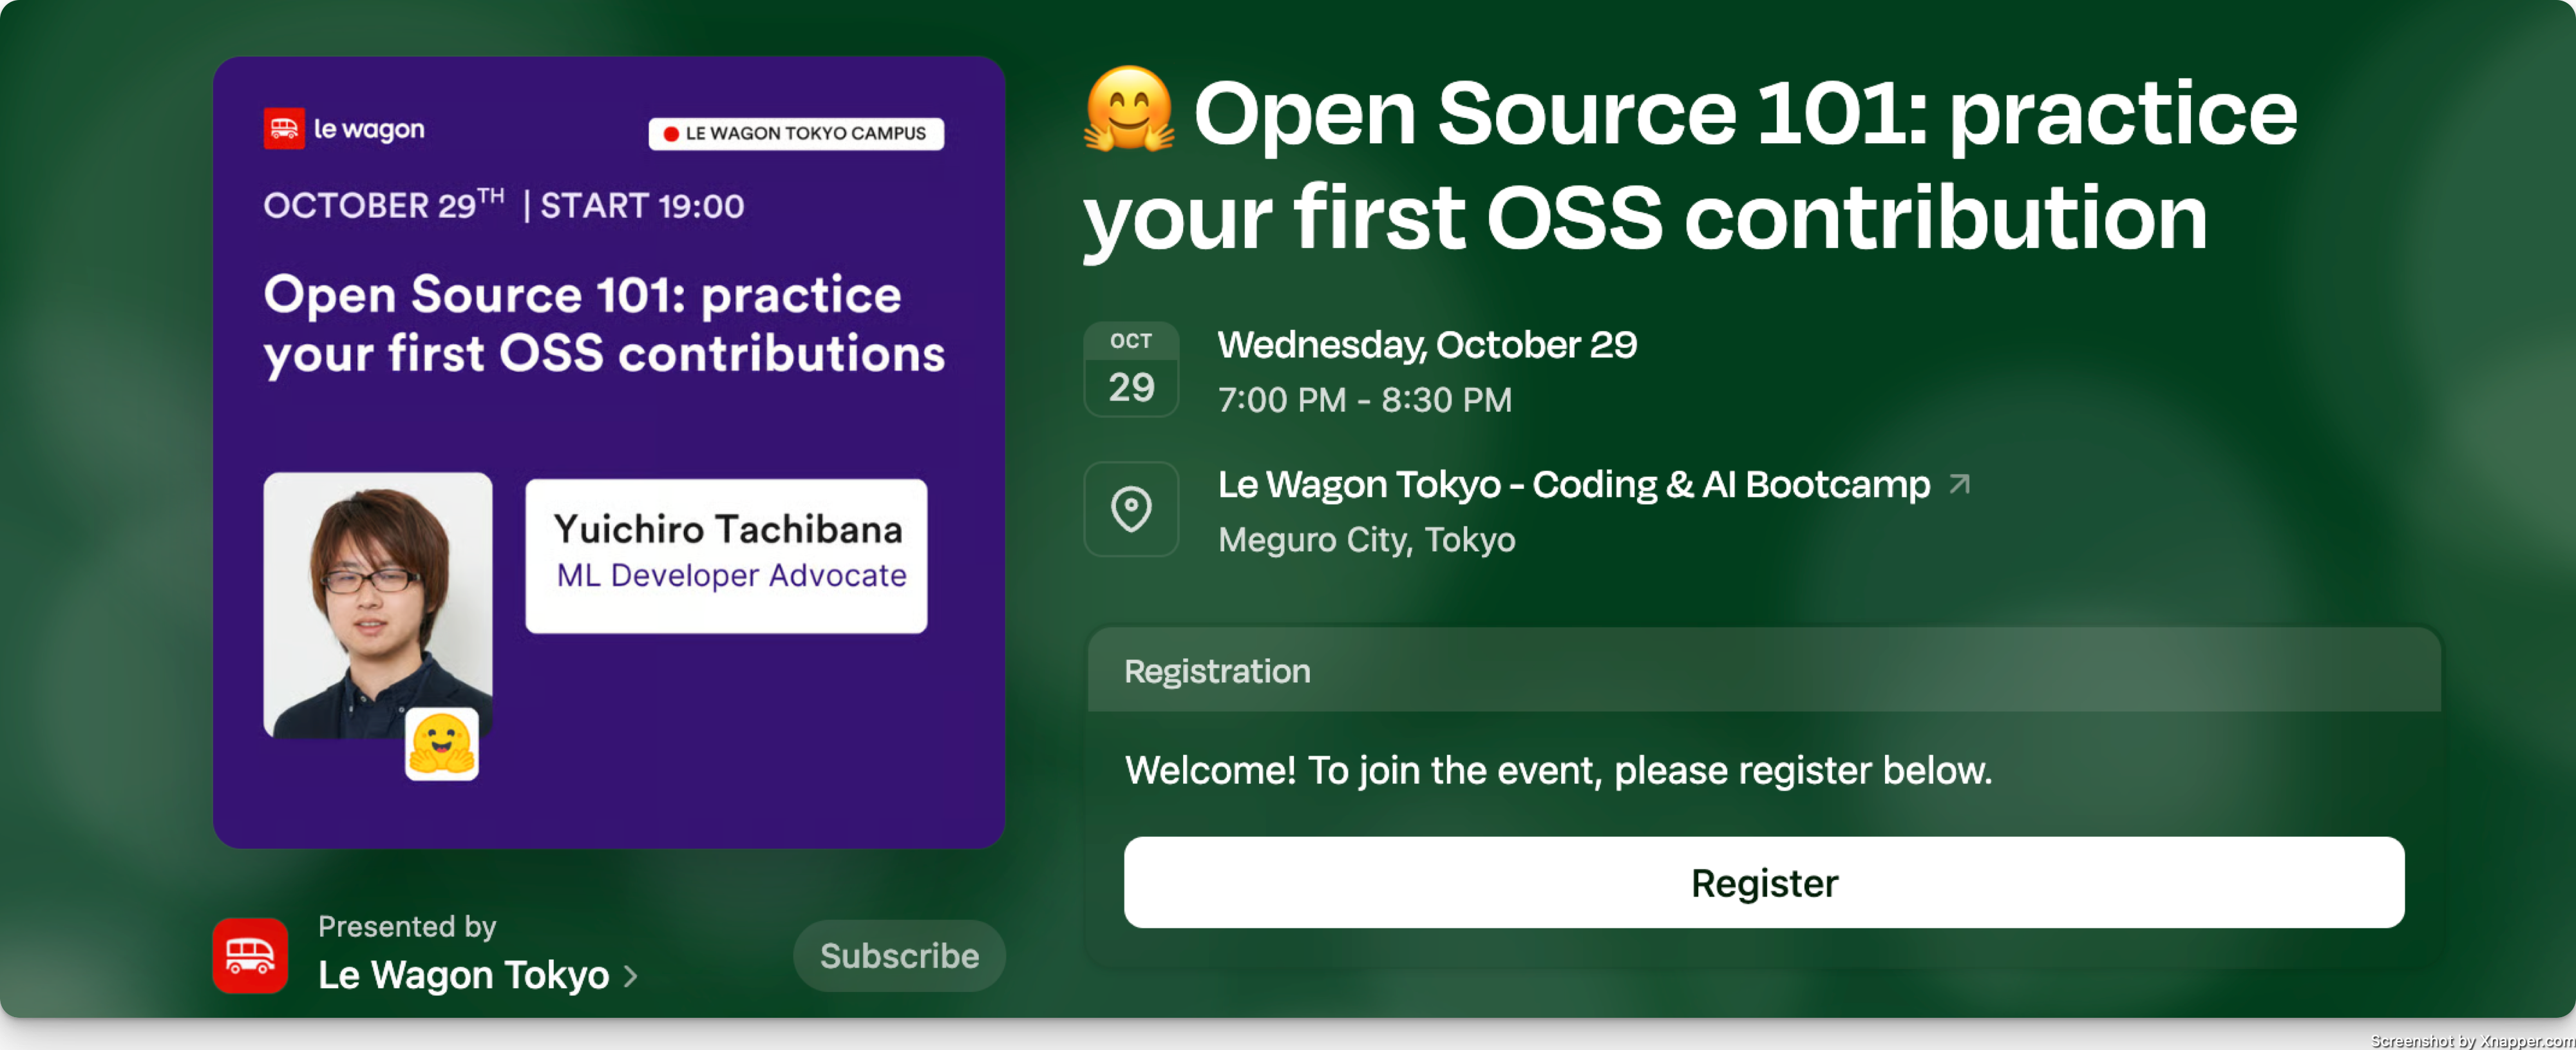 le wagon
LE WAGON TOKYO CAMPUS
OCTOBER 29TH | START 19:00
Open Source 101: practice
your first OSS contributions
Yuichiro Tachibana
ML Developer Advocate
Presented by
Le Wagon Tokyo
Subscribe
🤗 Open Source 101: practice
your first OSS contribution
OCT
29
Wednesday, October 29
7:00 PM - 8:30 PM
Le Wagon Tokyo - Coding & AI Bootcamp
Meguro City, Tokyo
Registration
Welcome! To join the event, please register below.
Register
Screenshot by Xnapper.com